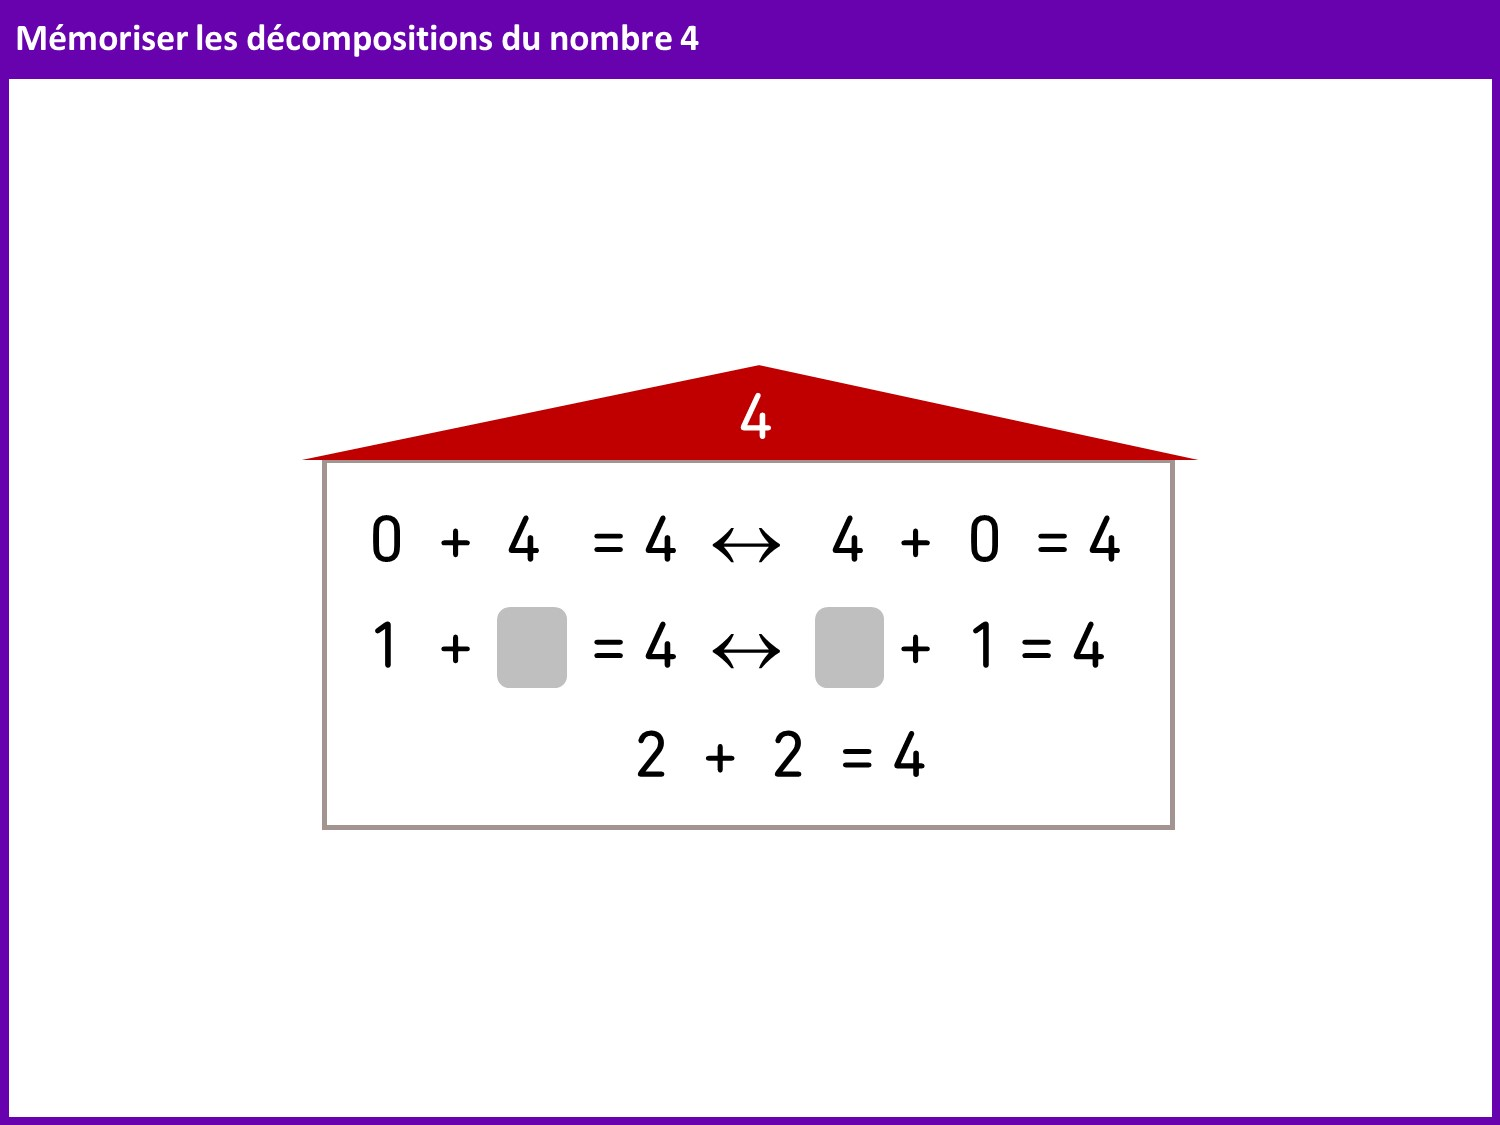 Mémoriser les décompositions du nombre 4
4
0 + 4 = 4 ↔ 4 + 0 = 4
1 + = 4 ↔ + 1 = 4
2 + 2 = 4